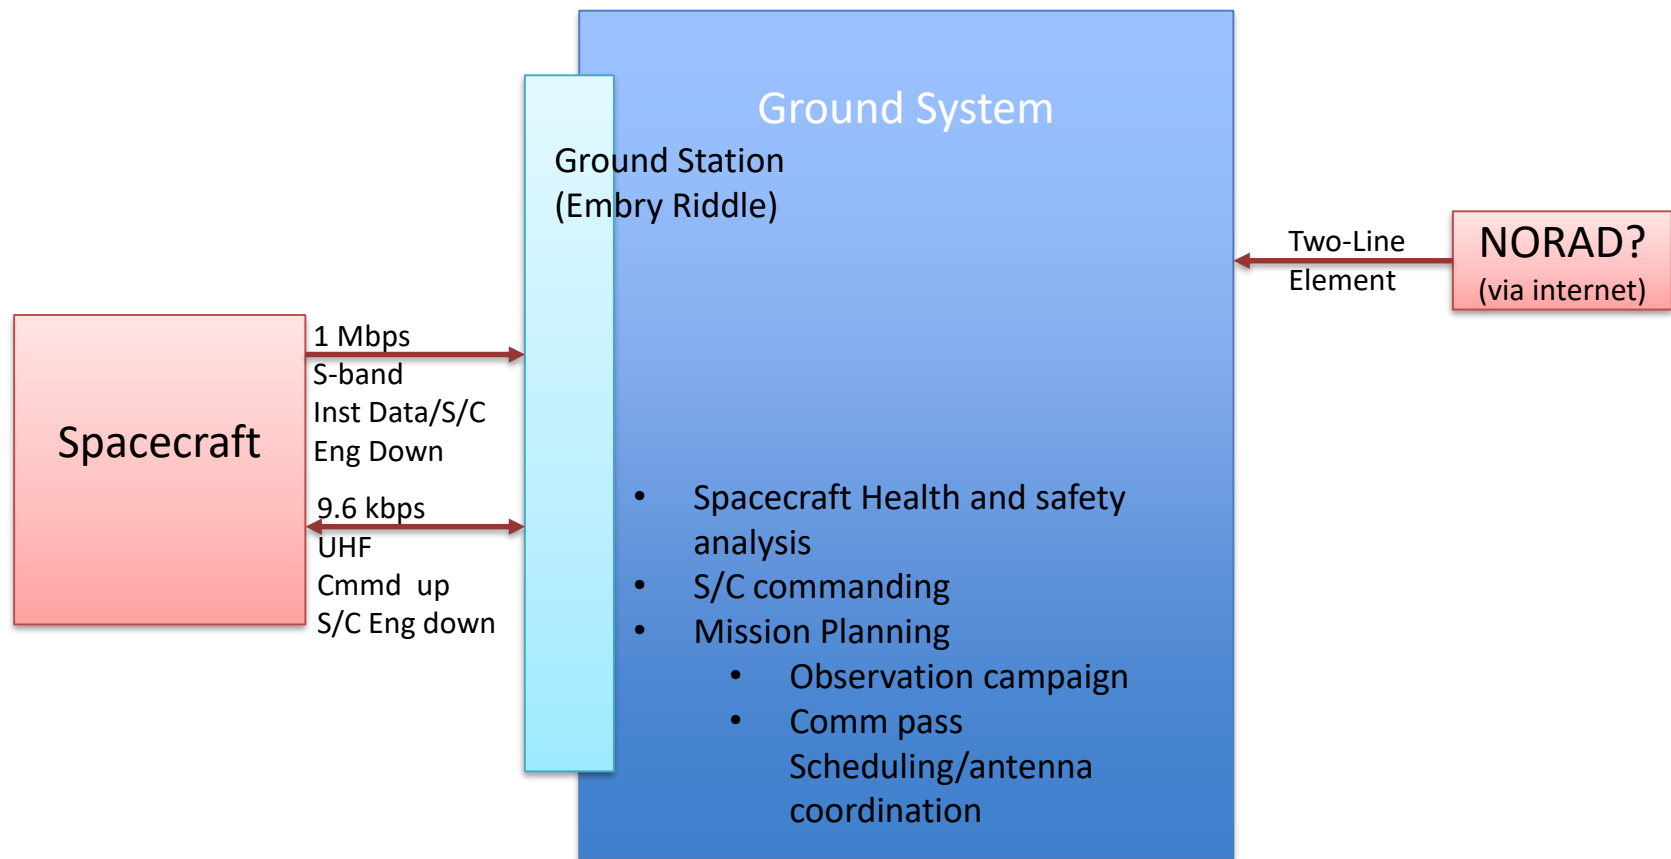 Ground System
Ground Station
(Embry Riddle)
Two-Line
Element
NORAD?
(via internet)
Spacecraft
1 Mbps
S-band
Inst Data/S/C
Eng Down
9.6 kbps
UHF
Cmmd up
S/C Eng down
• Spacecraft Health and safety
analysis
• S/C commanding
• Mission Planning
• Observation campaign
• Comm pass
Scheduling/antenna
coordination